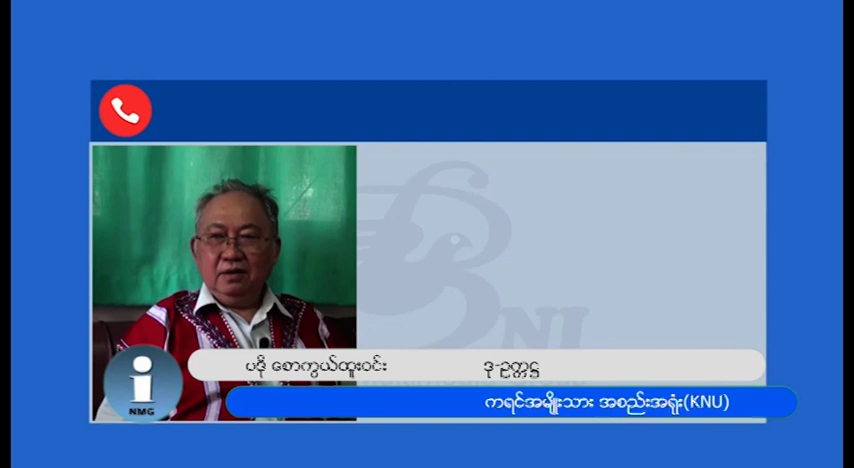 BNI
ပဒို စောကွယ်ထူးဝင်း ဒု-ဥက္ကဋ္ဌ
NMG
ကရင်အမျိုးသား အစည်းအရုံး(KNU)